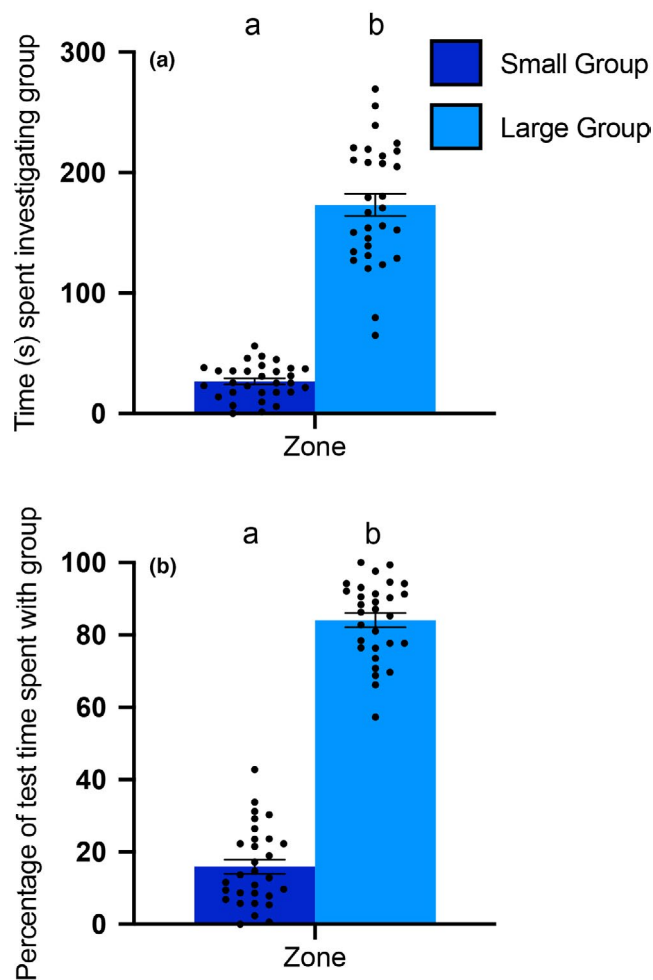 a b
(a)
Small Group
Large Group
Time (s) spent investigating group
300
200
100
0
Zone
a b
(b)
Percentage of test time spent with group
100
80
60
40
20
0
Zone